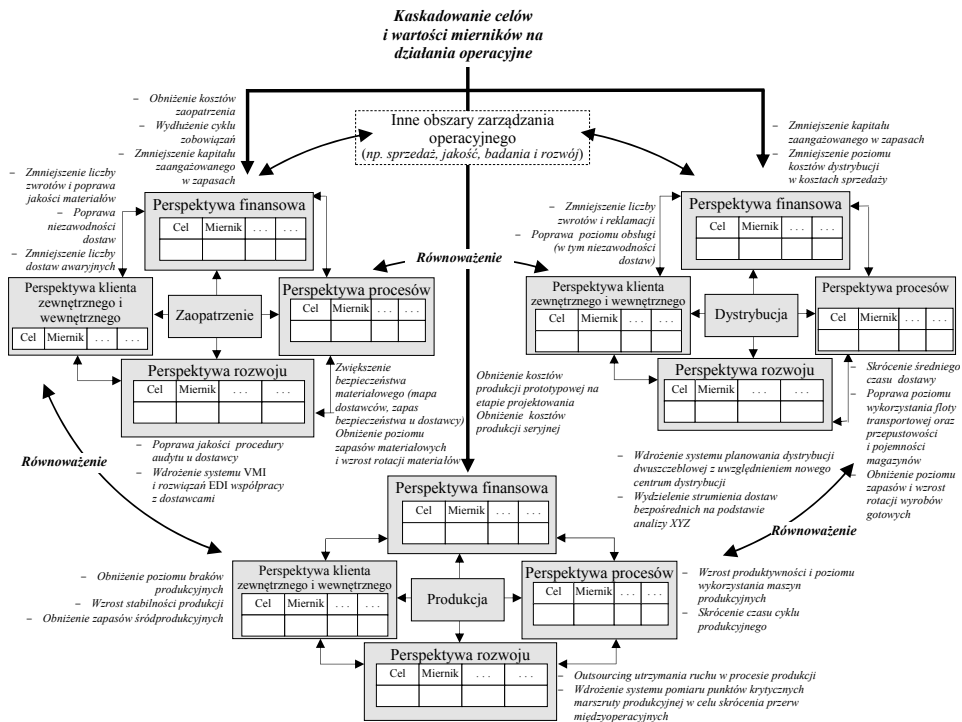 Kaskadowanie celów
i wartości mierników na
działania operacyjne
Inne obszary zarządzania
operacyjnego
(np. sprzedaż, jakość, badania i rozwój)
– Obniżenie kosztów
zaopatrzenia
– Wydłużenie cyklu
zobowiązań
– Zmniejszenie kapitału
zaangażowanego
w zapasach
– Zmniejszenie liczby
zwrotów i poprawa
jakości materiałów
– Poprawa
niezawodności
dostaw
– Zmniejszenie liczby
dostaw awaryjnych
Perspektywa finansowa
Cel Miernik . . . . . .
Perspektywa klienta
zewnętrznego i
wewnętrznego
Cel Miernik . . . . . .
Zaopatrzenie
Perspektywa procesów
Cel Miernik . . . . . .
Perspektywa rozwoju
Cel Miernik . . . . . .
Zwiększenie
bezpieczeństwa
materiałowego (mapa
dostawców, zapas
bezpieczeństwa u dostawcy)
Obniżenie poziomu
zapasów materiałowych
i wzrost rotacji materiałów
– Poprawa jakości procedury
audytu u dostawcy
– Wdrożenie systemu VMI
i rozwiązań EDI współpracy
z dostawcami
Równoważenie
Równoważenie
– Zmniejszenie kapitału
zaangażowanego w zapasach
– Zmniejszenie poziomu
kosztów dystrybucji
w kosztach sprzedaży
– Zmniejszenie liczby
zwrotów i reklamacji
– Poprawa poziomu obsługi
(w tym niezawodności
dostaw)
Perspektywa finansowa
Cel Miernik . . . . . .
Perspektywa klienta
zewnętrznego i wewnętrznego
Cel Miernik . . . . . .
Dystrybucja
Perspektywa procesów
Cel Miernik . . . . . .
Perspektywa rozwoju
Cel Miernik . . . . . .
– Skrócenie średniego
czasu dostawy
– Poprawa poziomu
wykorzystania floty
transportowej oraz
przepustowości
i pojemności
magazynów
– Obniżenie poziomu
zapasów i wzrost
rotacji wyrobów
gotowych
– Wdrożenie systemu planowania dystrybucji
dwuszczeblowej z uwzględnieniem nowego
centrum dystrybucji
– Wydzielenie strumienia dostaw
bezpośrednich na podstawie
analizy XYZ
Równoważenie
Obniżenie kosztów
produkcji prototypowej na
etapie projektowania
Obniżenie kosztów
produkcji seryjnej
Perspektywa finansowa
Cel Miernik . . . . . .
– Obniżenie poziomu braków
produkcyjnych
– Wzrost stabilności produkcji
– Obniżenie zapasów śródprodukcyjnych
Perspektywa klienta
zewnętrznego i wewnętrznego
Cel Miernik . . . . . .
Produkcja
Perspektywa procesów
Cel Miernik . . . . . .
– Wzrost produktywności i poziomu
wykorzystania maszyn
produkcyjnych
– Skrócenie czasu cyklu
produkcyjnego
Perspektywa rozwoju
Cel Miernik . . . . . .
– Outsourcing utrzymania ruchu w procesie produkcji
– Wdrożenie systemu pomiaru punktów krytycznych
marszruty produkcyjnej w celu skrócenia przerw
międzyoperacyjnych